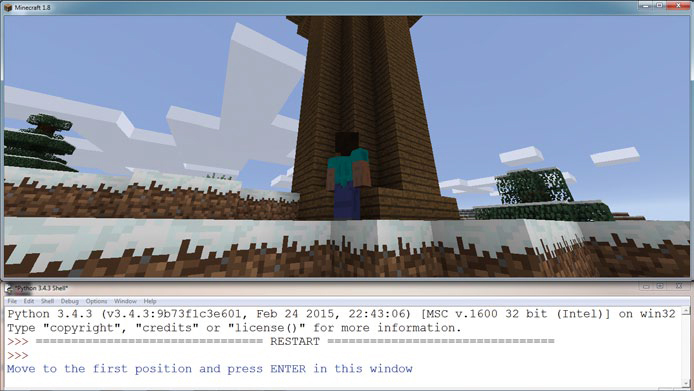 Minecraft 1.8
*Python 3.4.3 Shell*
File Edit Shell Debug Options Window Help
Python 3.4.3 (v3.4.3:9b73f1c3e601, Feb 24 2015, 22:43:06) [MSC v.1600 32 bit (Intel)] on win32
Type "copyright", "credits" or "license()" for more information.
>>> ================================ RESTART ================================
>>>
Move to the first position and press ENTER in this window